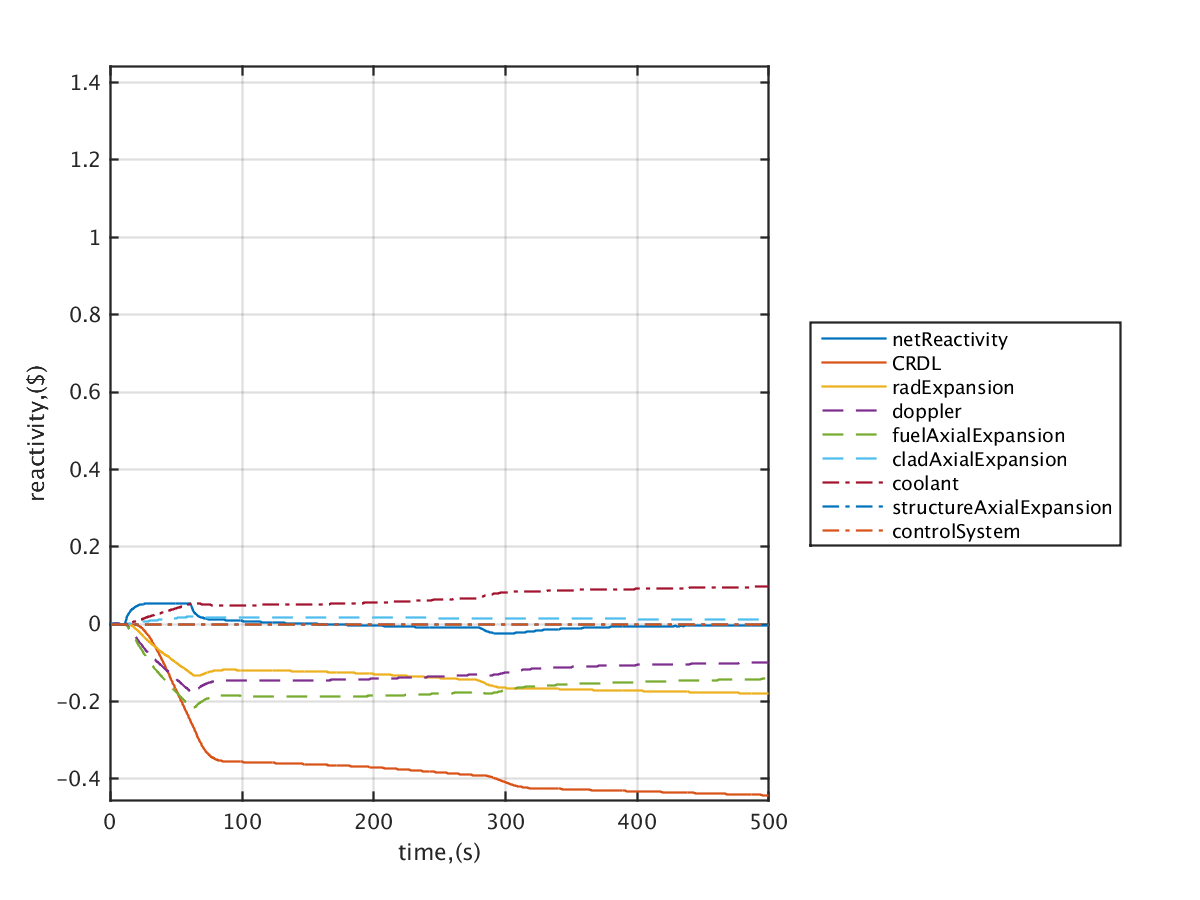 1.4
1.2
1
0.8
0.6
0.4
0.2
0
-0.2
-0.4
0 100 200 300 400 500
time,(s)
reactivity,($)
netReactivity
CRDL
radExpansion
doppler
fuelAxialExpansion
cladAxialExpansion
coolant
structureAxialExpansion
controlSystem